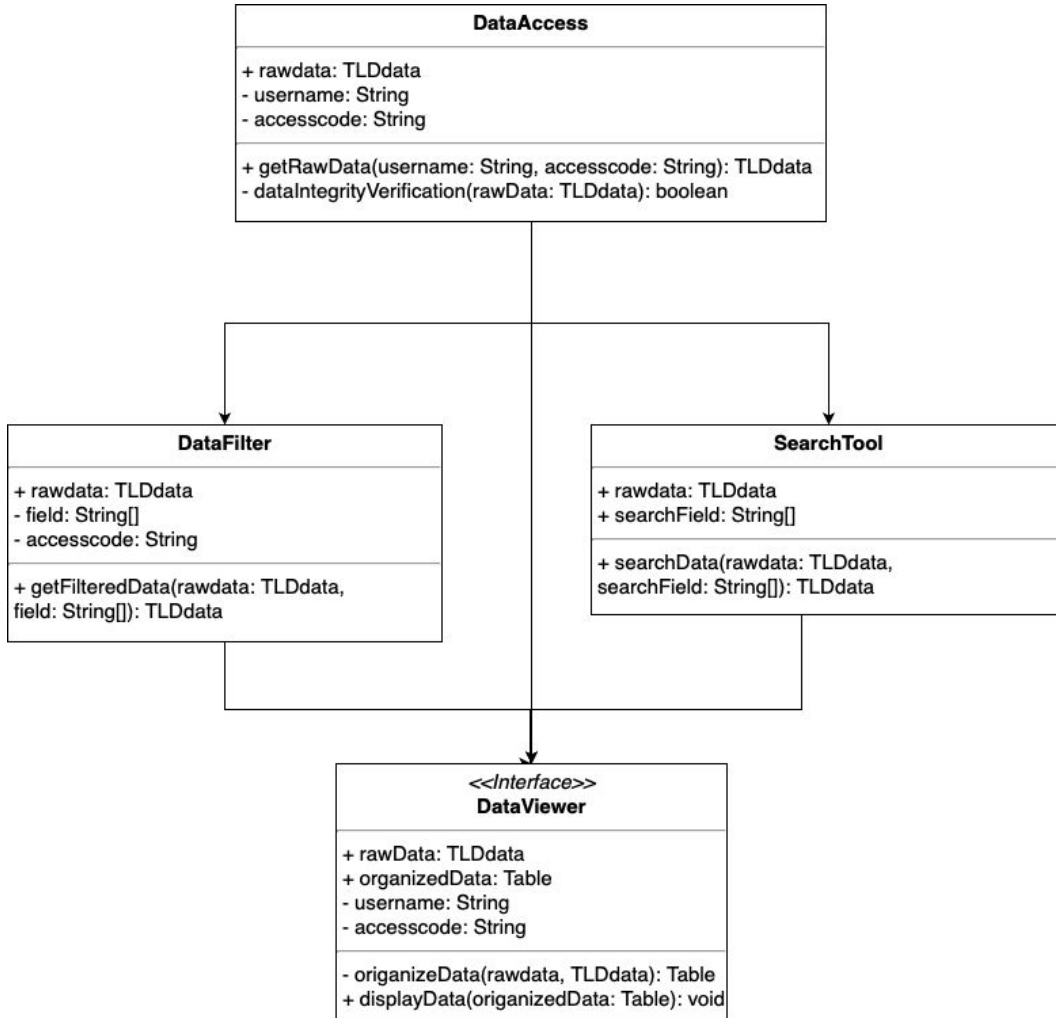 DataAccess
+ rawdata: TLDdata
- username: String
- accesscode: String
+ getRawData(username: String, accesscode: String): TLDdata
- dataIntegrityVerification(rawData: TLDdata): boolean
DataFilter
+ rawdata: TLDdata
- field: String[]
- accesscode: String
+ getFilteredData(rawdata: TLDdata,
field: String[]): TLDdata
SearchTool
+ rawdata: TLDdata
+ searchField: String[]
+ searchData(rawdata: TLDdata,
searchField: String[]): TLDdata
<<Interface>>
DataViewer
+ rawData: TLDdata
+ organizedData: Table
- username: String
- accesscode: String
- origanizeData(rawdata, TLDdata): Table
+ displayData(origanizedData: Table): void